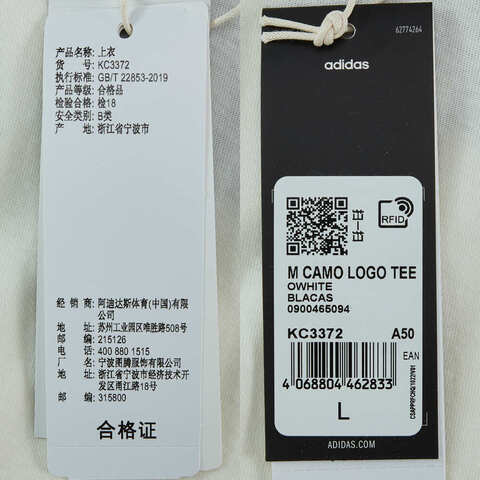 产品名称: 上衣
货 号: KC3372
执行标准: GB/T 22853-2019
产品等级: 合格品
检验合格: 检18
安全类别: B类
产 地: 浙江省宁波市
经 销 商: 阿迪达斯体育(中国)有限公司
地 址: 苏州工业园区唯胜路508号
邮 编: 215126
电 话: 400 880 1515
厂 名: 宁波图腾服饰有限公司
地 址: 浙江省宁波市经济技术开发区甬江路18号
邮 编: 315800
合格证
62774264
adidas
扫一扫
RFID
M CAMO LOGO TEE
OWHITE
BLACAS
0900465094
KC3372 A50
EAN
4 068804 462833
L
ADIDAS.COM